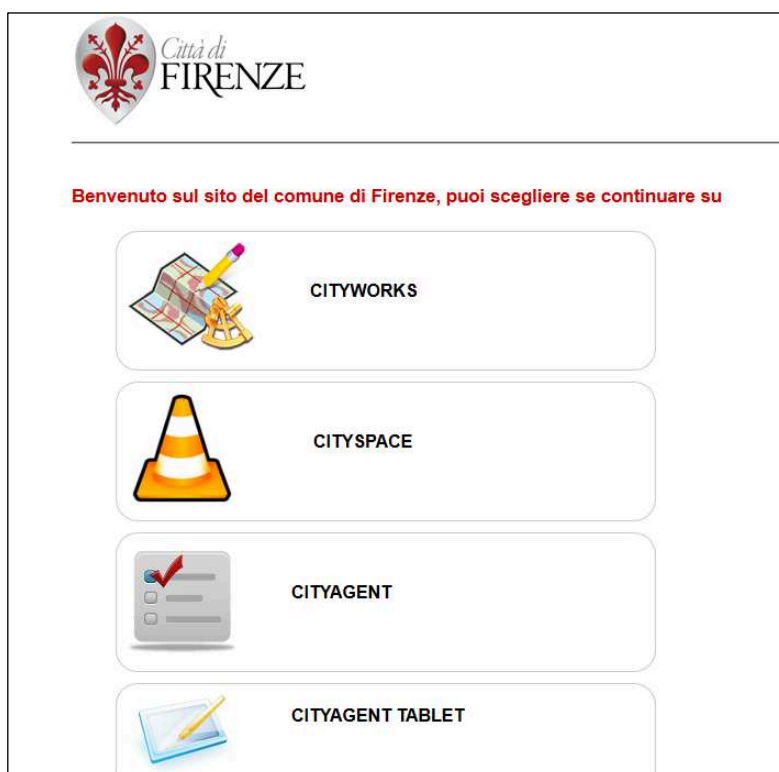 Città di
FIRENZE
Benvenuto sul sito del comune di Firenze, puoi scegliere se continuare su
CITYWORKS
CITYSPACE
CITYAGENT
CITYAGENT TABLET